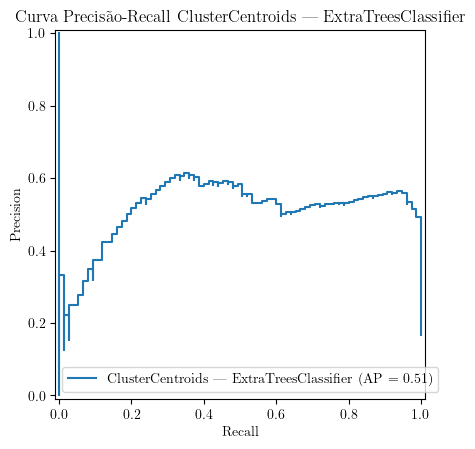 Curva Precisão-Recall ClusterCentroids — ExtraTreesClassifier
1.0
0.8
0.6
0.4
0.2
0.0
Precision
ClusterCentroids — ExtraTreesClassifier (AP = 0.51)
0.0 0.2 0.4 0.6 0.8 1.0
Recall